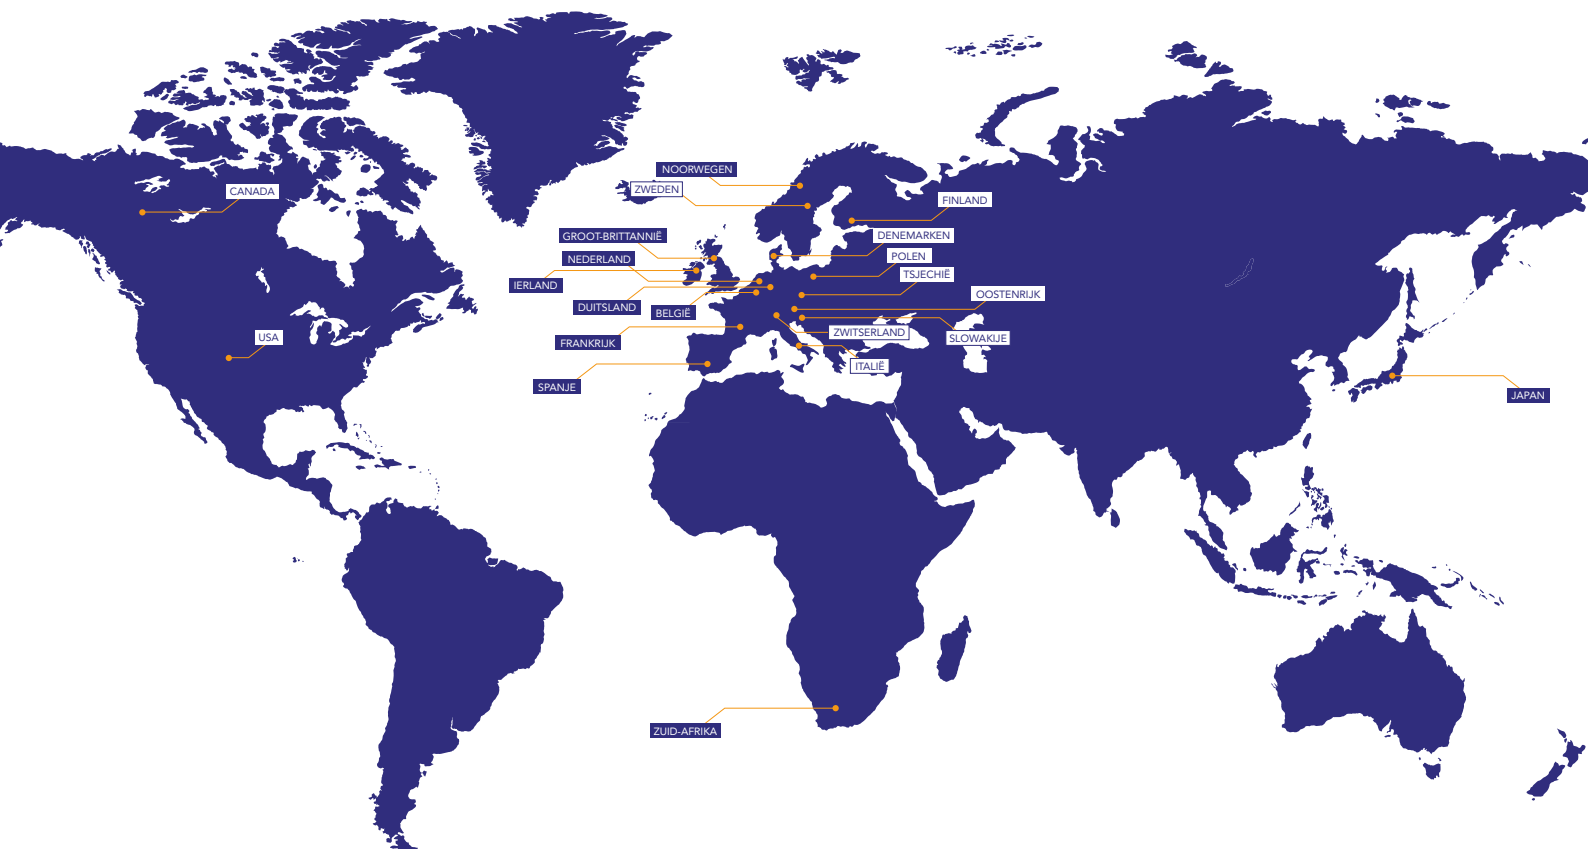 NOORWEGEN
CANADA
ZWEDEN
FINLAND
GROOT-BRITTANNIË
DENEMARKEN
NEDERLAND
POLEN
TSJECHIË
IERLAND
OOSTENRIJK
DUITSLAND
BELGIË
ZWITSERLAND
USA
SLOWAKIJE
FRANKRIJK
ITALIË
SPANJE
JAPAN
ZUID-AFRIKA